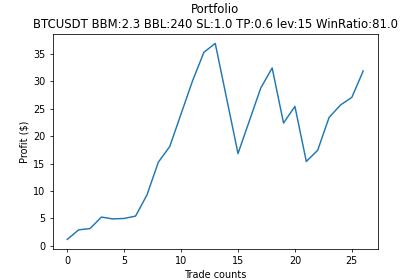 Portfolio
BTCUSDT BBM:2.3 BBL:240 SL:1.0 TP:0.6 lev:15 WinRatio:81.0
35
30
25
20
15
10
5
0
Profit ($)
0 5 10 15 20 25
Trade counts